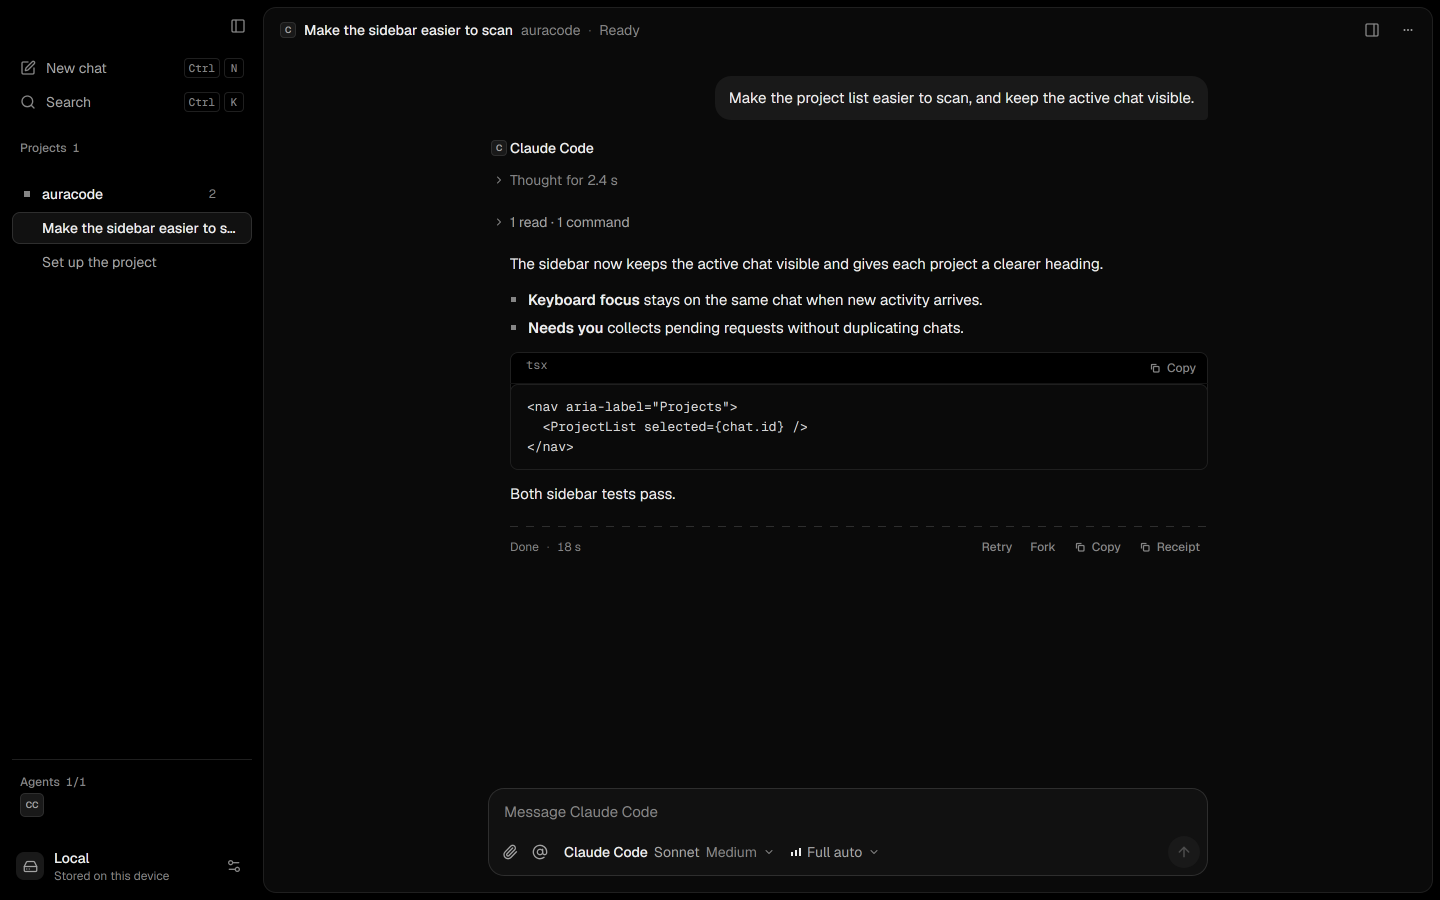 New chat Ctrl N
Search Ctrl K
Projects 1
auracode 2
Make the sidebar easier to s...
Set up the project
Agents 1/1
CC
Local
Stored on this device
C Make the sidebar easier to scan auracode · Ready
Make the project list easier to scan, and keep the active chat visible.
C Claude Code
Thought for 2.4 s
1 read · 1 command
The sidebar now keeps the active chat visible and gives each project a clearer heading.
Keyboard focus stays on the same chat when new activity arrives.
Needs you collects pending requests without duplicating chats.
tsx Copy
<nav aria-label="Projects">
  <ProjectList selected={chat.id} />
</nav>
Both sidebar tests pass.
Done · 18 s Retry Fork Copy Receipt
Message Claude Code
Claude Code Sonnet Medium Full auto